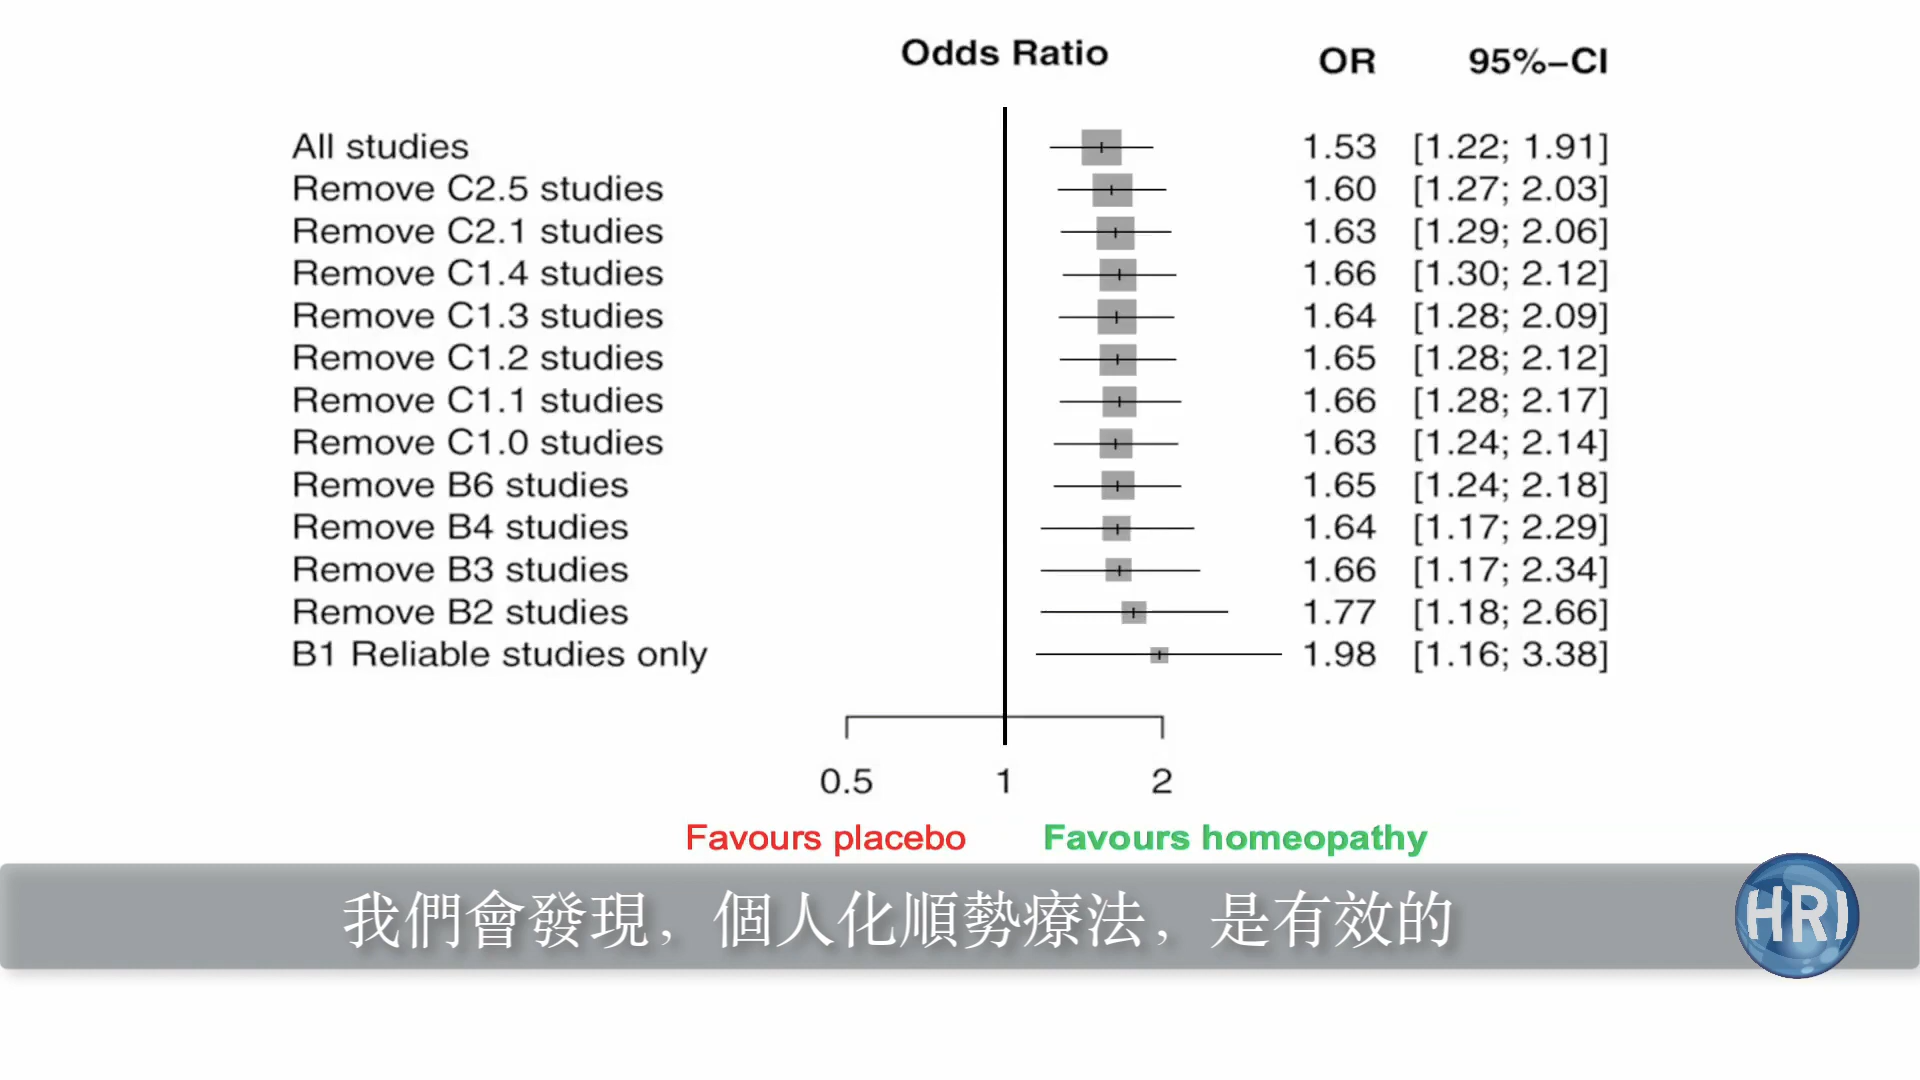 Odds Ratio OR 95%–CI
All studies 1.53 [1.22; 1.91]
Remove C2.5 studies 1.60 [1.27; 2.03]
Remove C2.1 studies 1.63 [1.29; 2.06]
Remove C1.4 studies 1.66 [1.30; 2.12]
Remove C1.3 studies 1.64 [1.28; 2.09]
Remove C1.2 studies 1.65 [1.28; 2.12]
Remove C1.1 studies 1.66 [1.28; 2.17]
Remove C1.0 studies 1.63 [1.24; 2.14]
Remove B6 studies 1.65 [1.24; 2.18]
Remove B4 studies 1.64 [1.17; 2.29]
Remove B3 studies 1.66 [1.17; 2.34]
Remove B2 studies 1.77 [1.18; 2.66]
B1 Reliable studies only 1.98 [1.16; 3.38]
0.5 1 2
Favours placebo Favours homeopathy
我們會發現，個人化順勢療法，是有效的
HRI